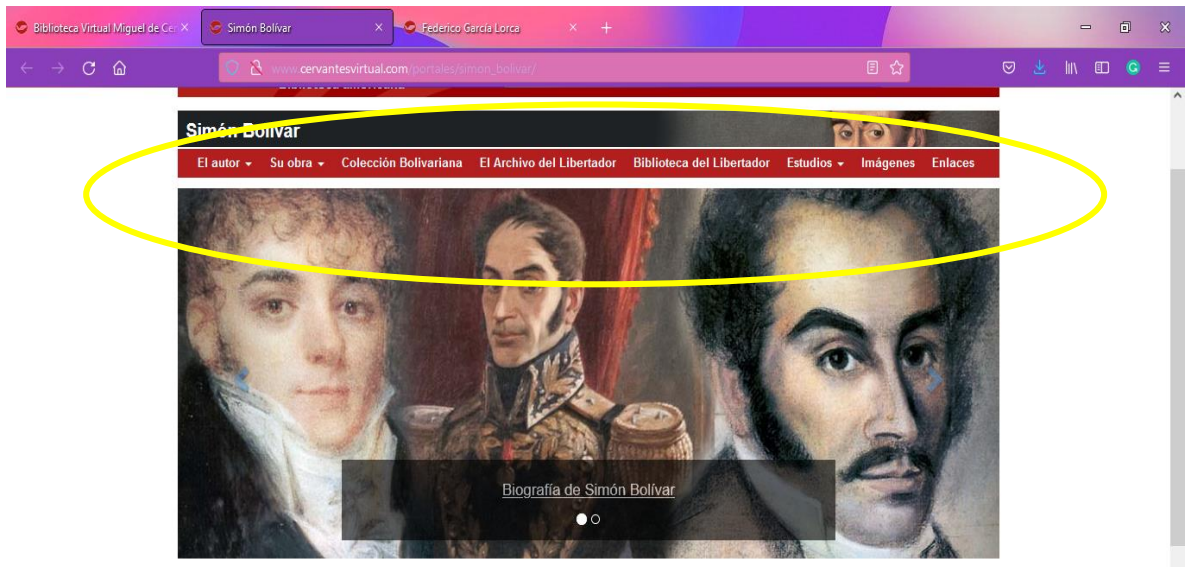 Biblioteca Virtual Miguel de Ce
Simón Bolívar
Federico García Lorca
www.cervantesvirtual.com/portales/simon_bolivar/
Simón Bolívar
El autor Su obra Colección Bolivariana El Archivo del Libertador Biblioteca del Libertador Estudios Imágenes Enlaces
Biografía de Simón Bolívar